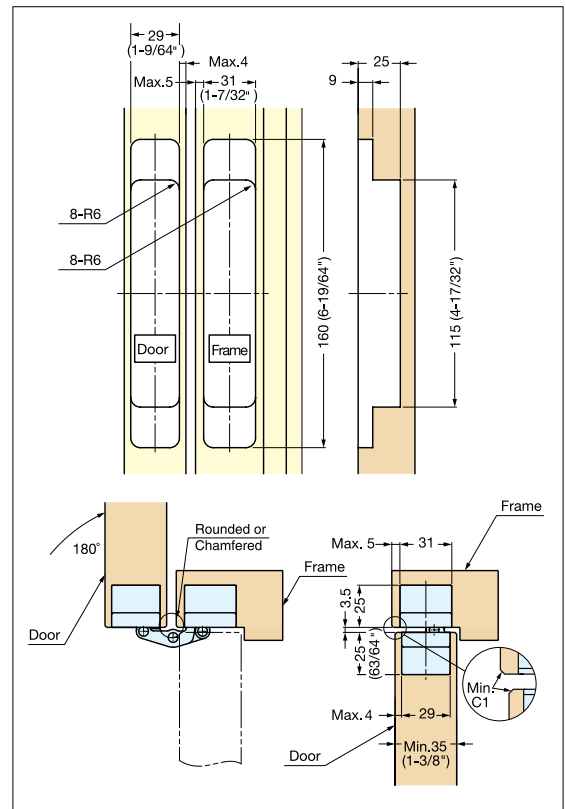 29
(1-9/64")
Max.4
Max.5
31
(1-7/32")
25
9
8-R6
8-R6
160 (6-19/64")
115 (4-17/32")
Door
Frame
180°
Rounded or
Chamfered
Frame
Door
Frame
Max. 5
31
3.5
25
25
(63/64")
Min.
C1
Max.4
29
Door
Min.35
(1-3/8")